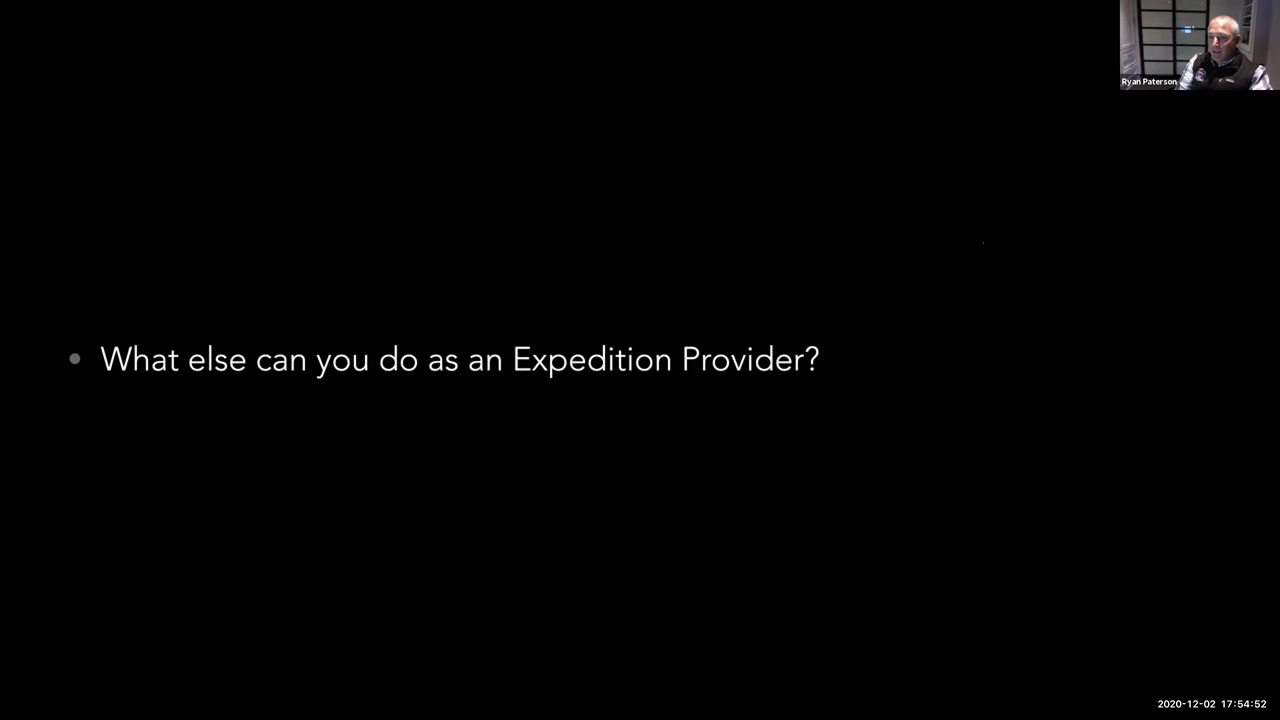 Ryan Paterson
• What else can you do as an Expedition Provider?
2020-12-02 17:54:52